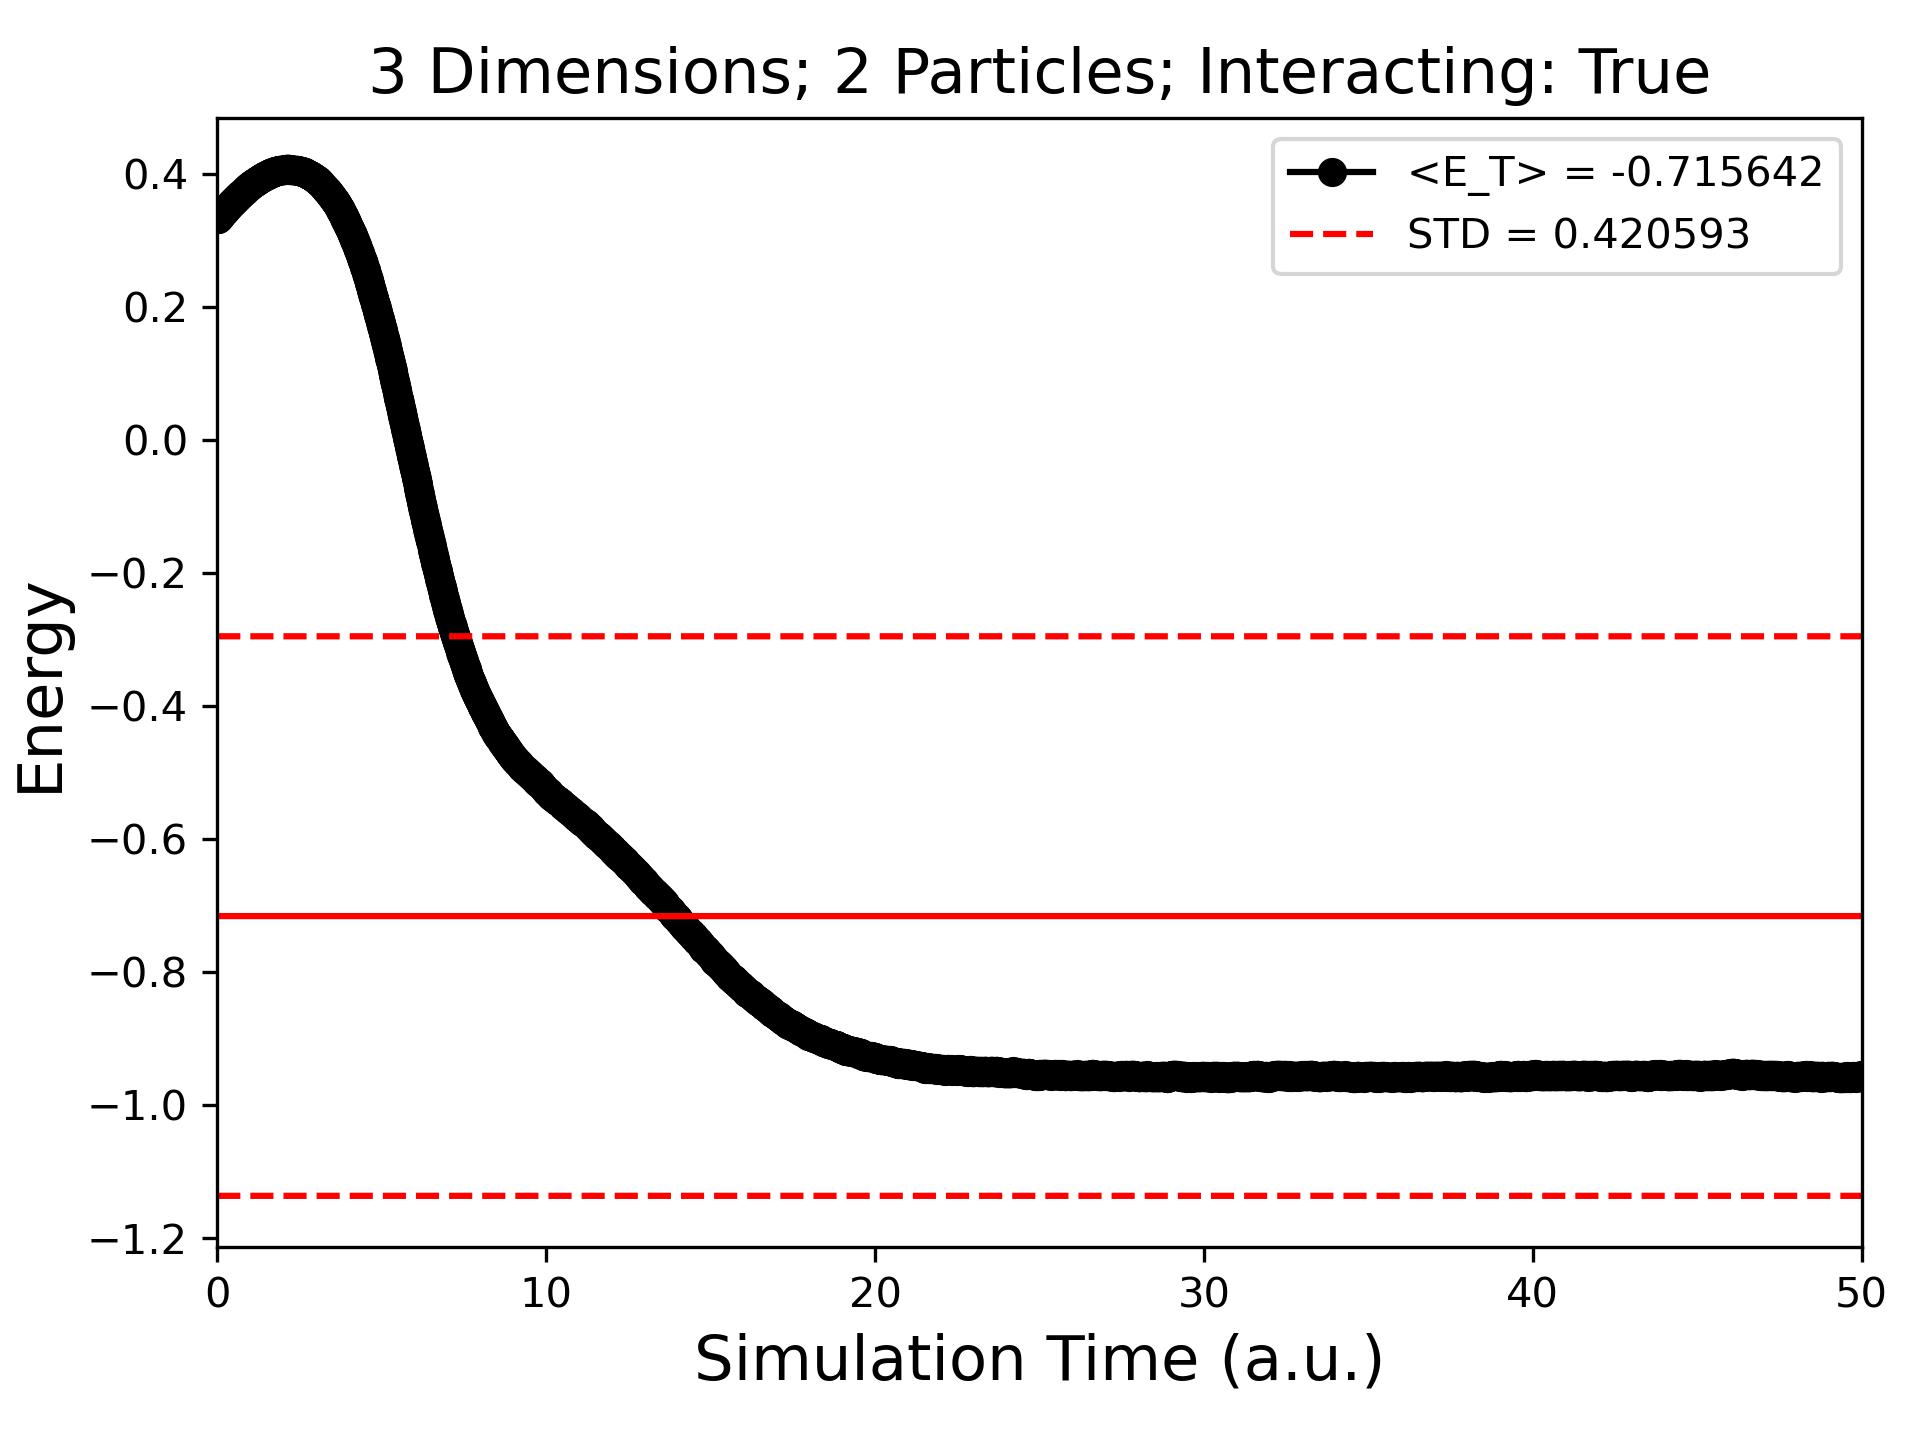 3 Dimensions; 2 Particles; Interacting: True
<E_T> = -0.715642
STD = 0.420593
0.4
0.2
0.0
−0.2
−0.4
−0.6
−0.8
−1.0
−1.2
Energy
0 10 20 30 40 50
Simulation Time (a.u.)